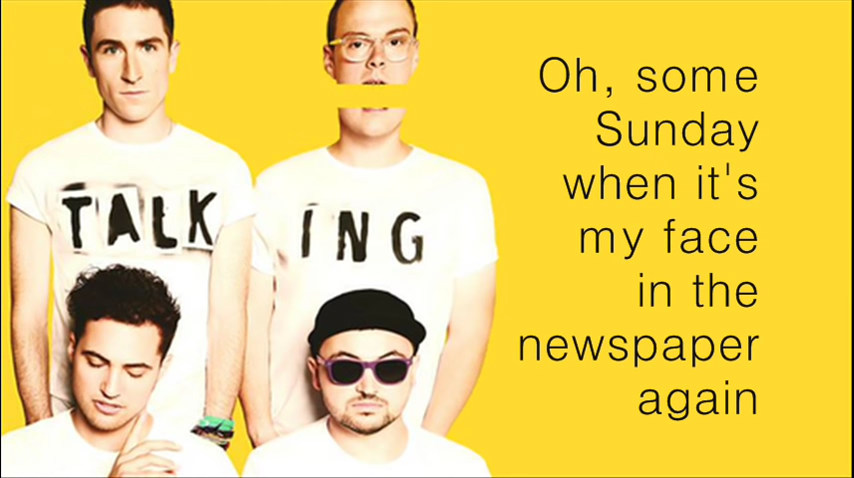 TALK ING
Oh, some
Sunday
when it's
my face
in the
newspaper
again